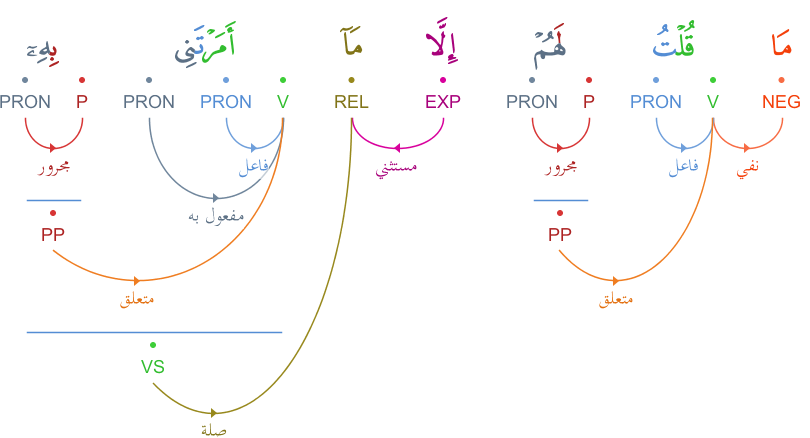 مَا قُلْتُ لَهُمْ إِلَّا مَآ أَمَرْتَنِى بِهِۦٓ
NEG V PRON P PRON EXP REL V PRON PRON P PRON
نفي فاعل مجرور مستثني فاعل مجرور
مفعول به
PP PP
متعلق متعلق
VS
صلة